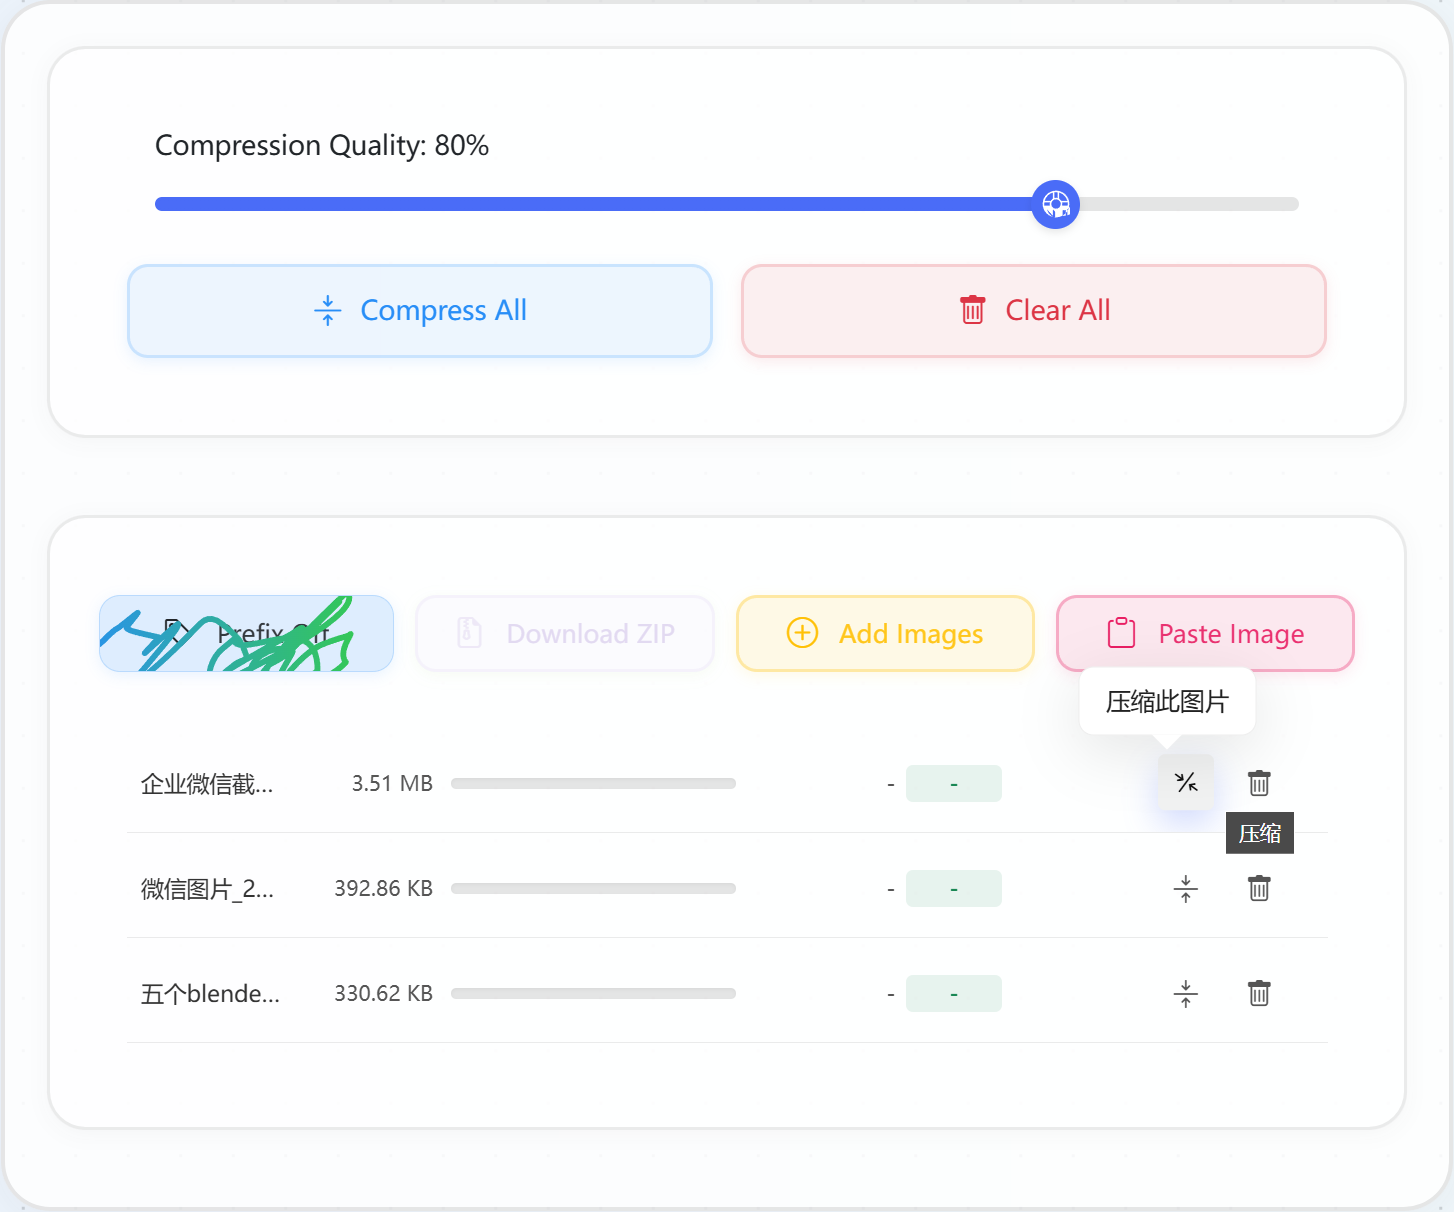 Compression Quality: 80%
Compress All
Clear All
Prefix Off
Download ZIP
Add Images
Paste Image
压缩此图片
企业微信截... 3.51 MB - -
压缩
微信图片_2... 392.86 KB - -
五个blende... 330.62 KB - -